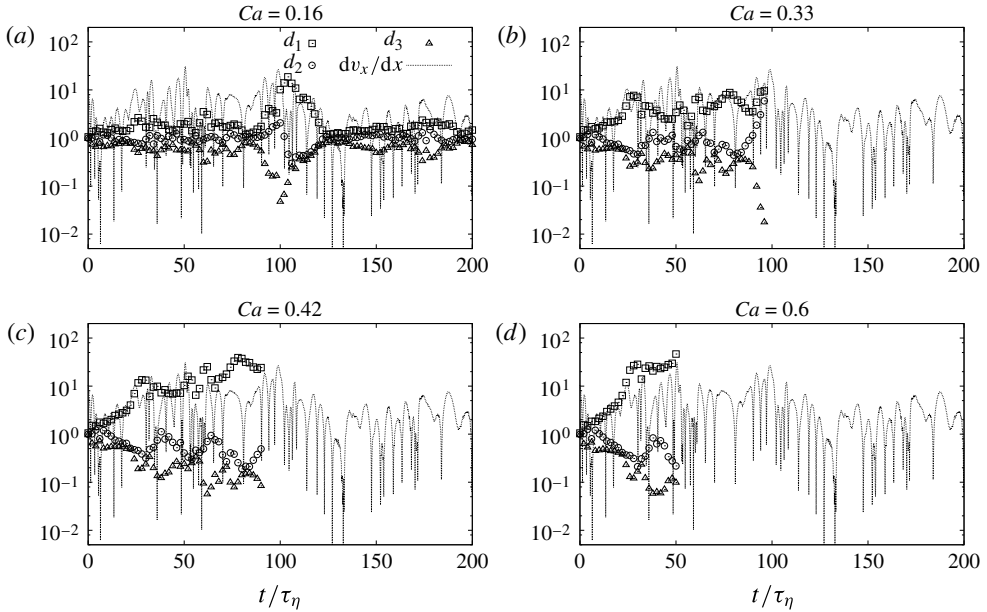 Ca = 0.16
Ca = 0.33
(a)
10²
10¹
10⁰
10⁻¹
10⁻²
d₁
d₂
d₃
dvₓ/dx
0
50
100
150
200
(b)
10²
10¹
10⁰
10⁻¹
10⁻²
0
50
100
150
200
Ca = 0.42
Ca = 0.6
(c)
10²
10¹
10⁰
10⁻¹
10⁻²
0
50
100
150
200
t/τ_η
(d)
10²
10¹
10⁰
10⁻¹
10⁻²
0
50
100
150
200
t/τ_η